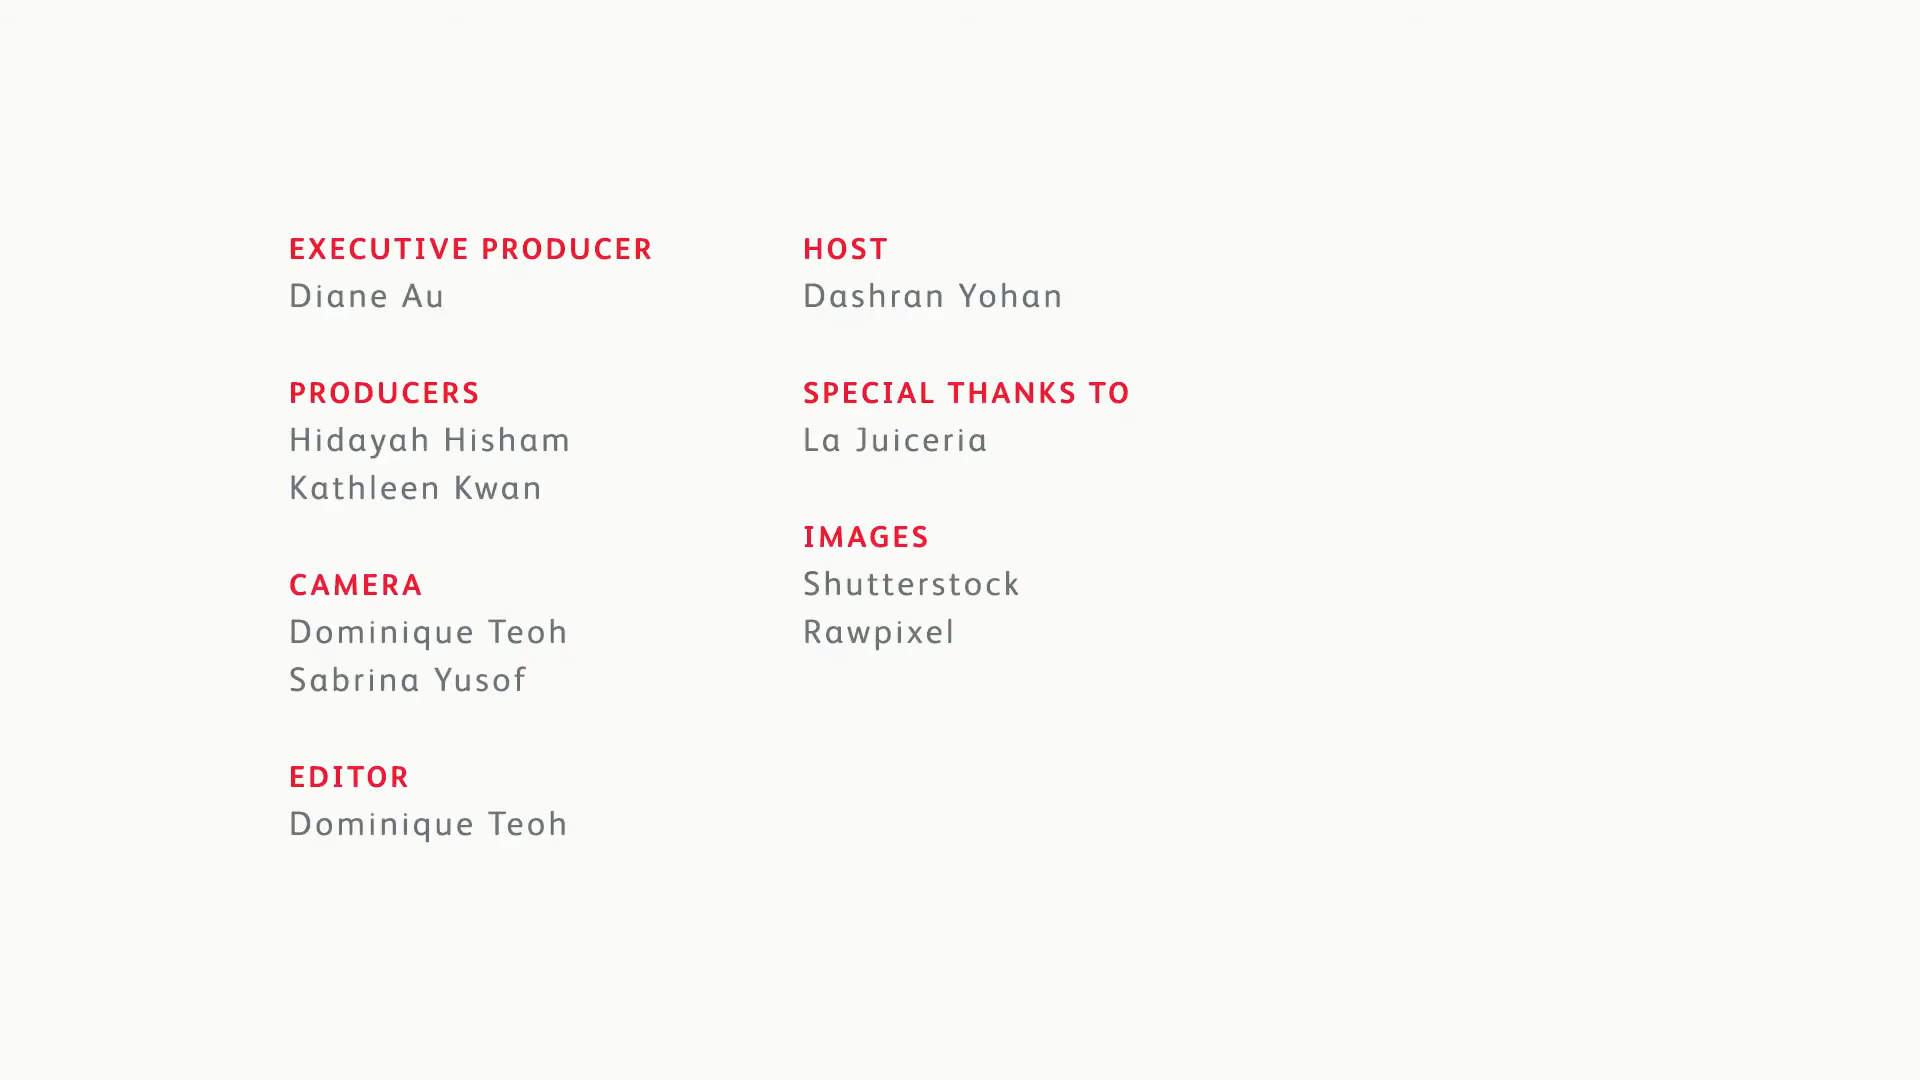 EXECUTIVE PRODUCER
Diane Au
PRODUCERS
Hidayah Hisham
Kathleen Kwan
CAMERA
Dominique Teoh
Sabrina Yusof
EDITOR
Dominique Teoh
HOST
Dashran Yohan
SPECIAL THANKS TO
La Juiceria
IMAGES
Shutterstock
Rawpixel